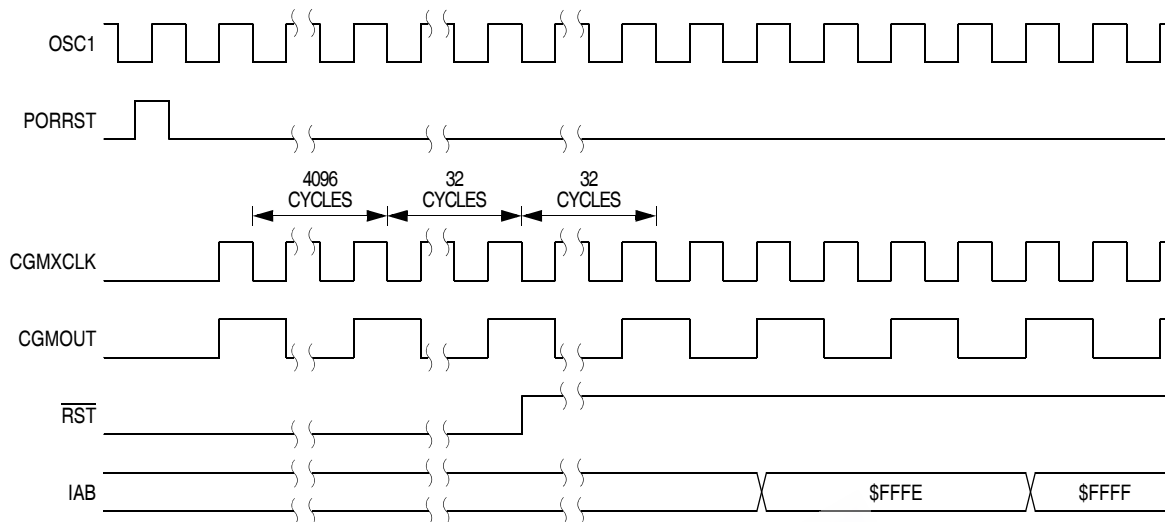 OSC1
PORRST
4096
CYCLES
32
CYCLES
32
CYCLES
CGMXCLK
CGMOUT
RST
IAB
$FFFE
$FFFF